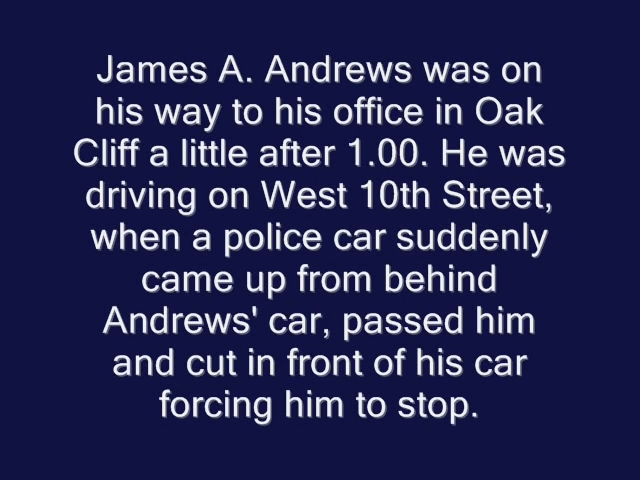 James A. Andrews was on
his way to his office in Oak
Cliff a little after 1.00. He was
driving on West 10th Street,
when a police car suddenly
came up from behind
Andrews' car, passed him
and cut in front of his car
forcing him to stop.